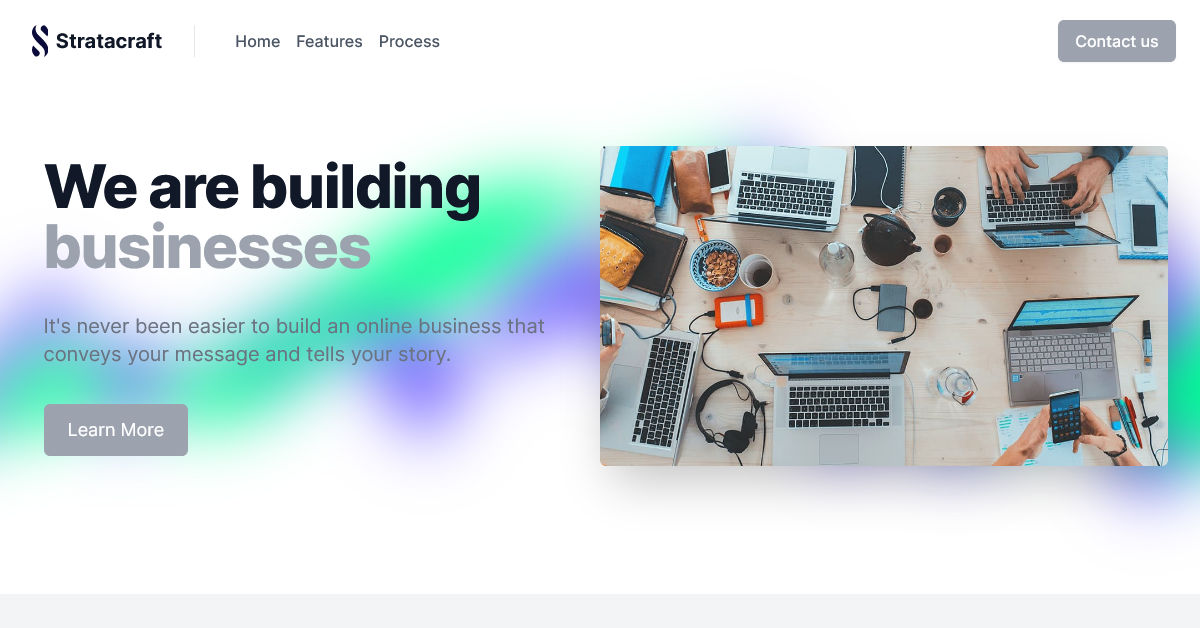 Stratacraft
Home Features Process
Contact us
We are building
businesses
It's never been easier to build an online business that
conveys your message and tells your story.
Learn More